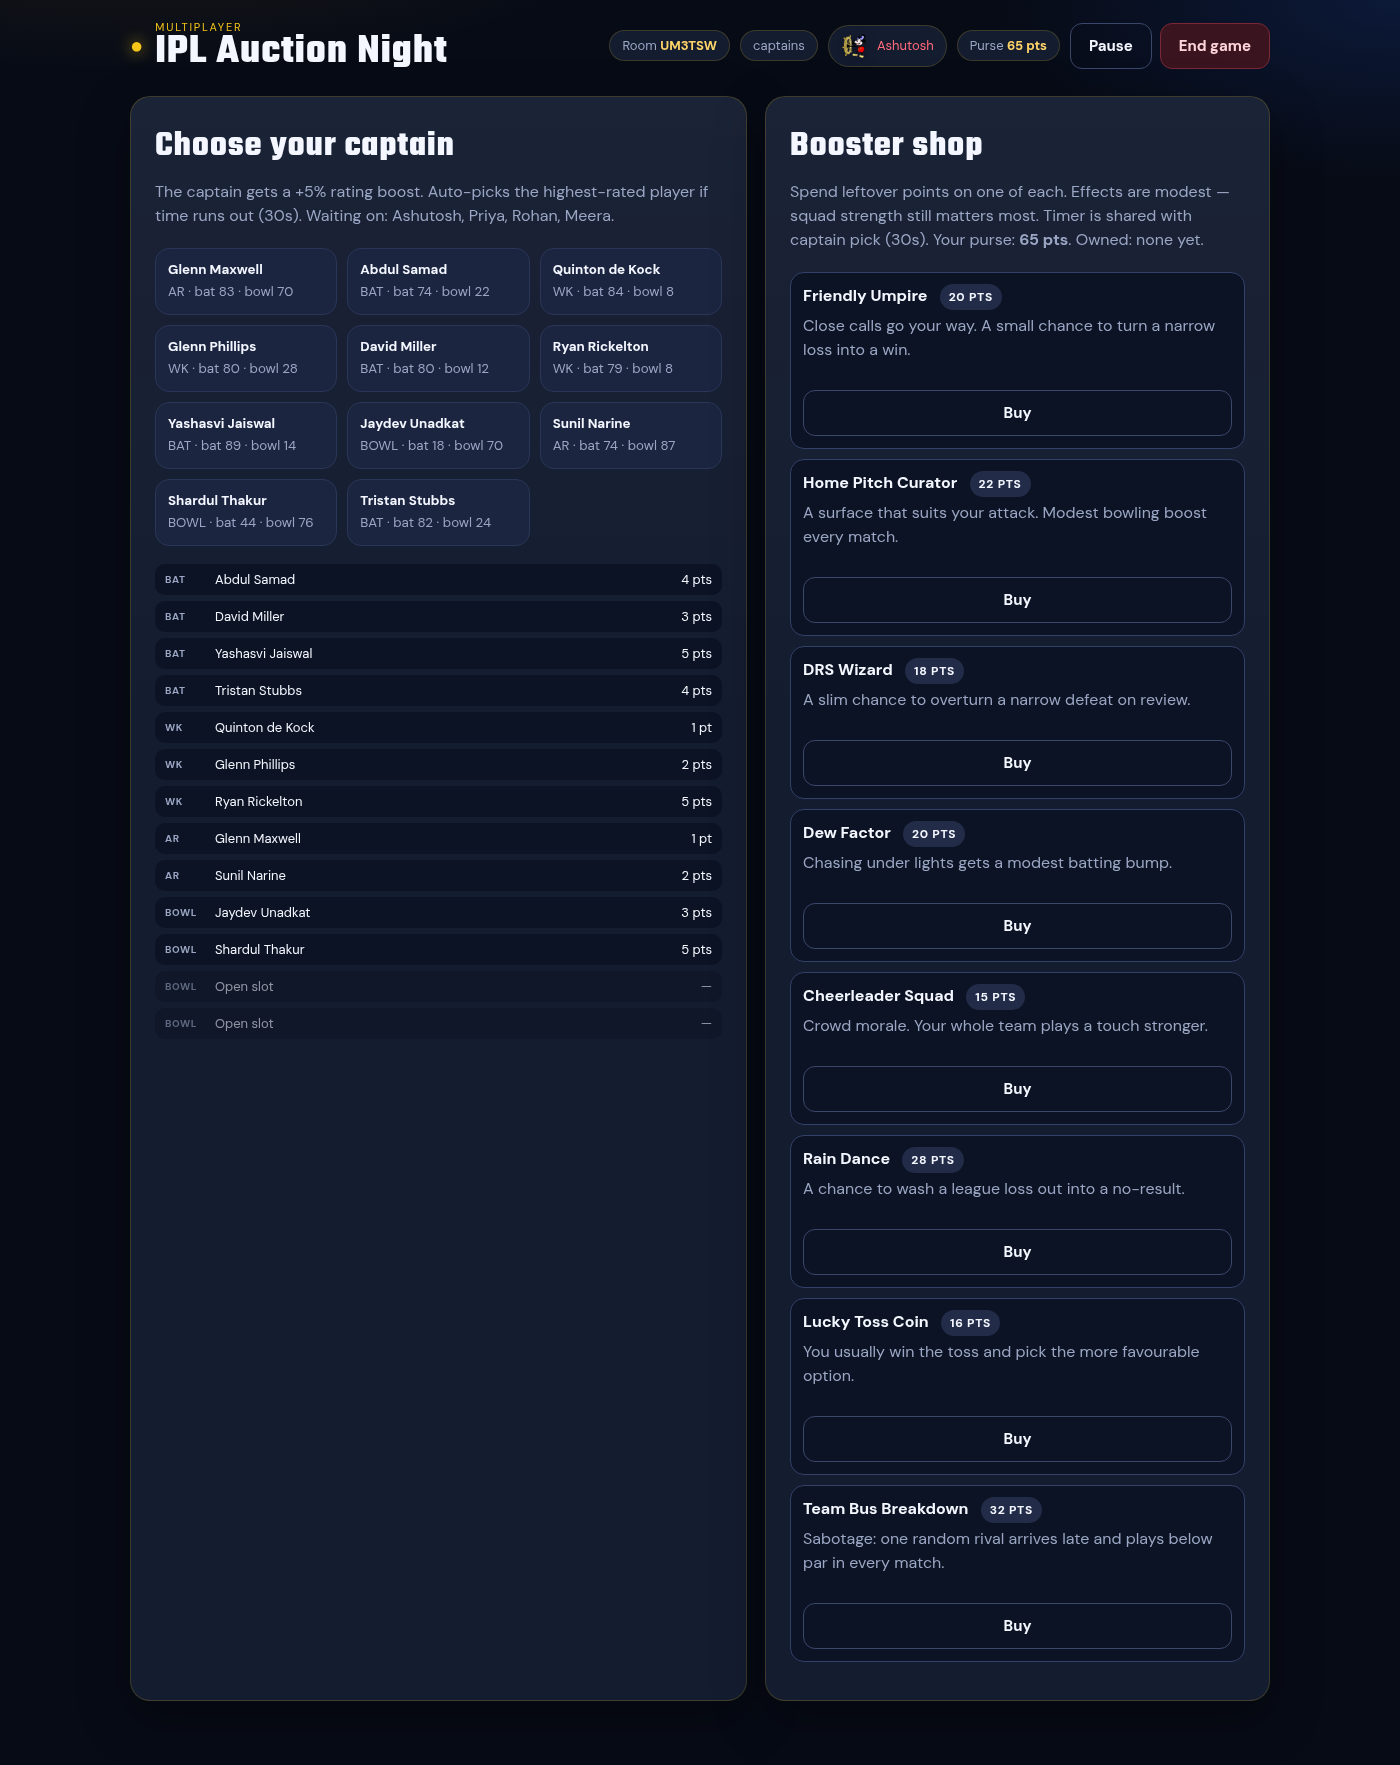 MULTIPLAYER
IPL Auction Night
Room UM3TSW
captains
Ashutosh
Purse 65 pts
Pause
End game
Choose your captain
The captain gets a +5% rating boost. Auto-picks the highest-rated player if
time runs out (30s). Waiting on: Ashutosh, Priya, Rohan, Meera.
Glenn Maxwell
AR · bat 83 · bowl 70
Abdul Samad
BAT · bat 74 · bowl 22
Quinton de Kock
WK · bat 84 · bowl 8
Glenn Phillips
WK · bat 80 · bowl 28
David Miller
BAT · bat 80 · bowl 12
Ryan Rickelton
WK · bat 79 · bowl 8
Yashasvi Jaiswal
BAT · bat 89 · bowl 14
Jaydev Unadkat
BOWL · bat 18 · bowl 70
Sunil Narine
AR · bat 74 · bowl 87
Shardul Thakur
BOWL · bat 44 · bowl 76
Tristan Stubbs
BAT · bat 82 · bowl 24
BAT Abdul Samad 4 pts
BAT David Miller 3 pts
BAT Yashasvi Jaiswal 5 pts
BAT Tristan Stubbs 4 pts
WK Quinton de Kock 1 pt
WK Glenn Phillips 2 pts
WK Ryan Rickelton 5 pts
AR Glenn Maxwell 1 pt
AR Sunil Narine 2 pts
BOWL Jaydev Unadkat 3 pts
BOWL Shardul Thakur 5 pts
BOWL Open slot —
BOWL Open slot —
Booster shop
Spend leftover points on one of each. Effects are modest —
squad strength still matters most. Timer is shared with
captain pick (30s). Your purse: 65 pts. Owned: none yet.
Friendly Umpire 20 PTS
Close calls go your way. A small chance to turn a narrow
loss into a win.
Buy
Home Pitch Curator 22 PTS
A surface that suits your attack. Modest bowling boost
every match.
Buy
DRS Wizard 18 PTS
A slim chance to overturn a narrow defeat on review.
Buy
Dew Factor 20 PTS
Chasing under lights gets a modest batting bump.
Buy
Cheerleader Squad 15 PTS
Crowd morale. Your whole team plays a touch stronger.
Buy
Rain Dance 28 PTS
A chance to wash a league loss out into a no-result.
Buy
Lucky Toss Coin 16 PTS
You usually win the toss and pick the more favourable
option.
Buy
Team Bus Breakdown 32 PTS
Sabotage: one random rival arrives late and plays below
par in every match.
Buy